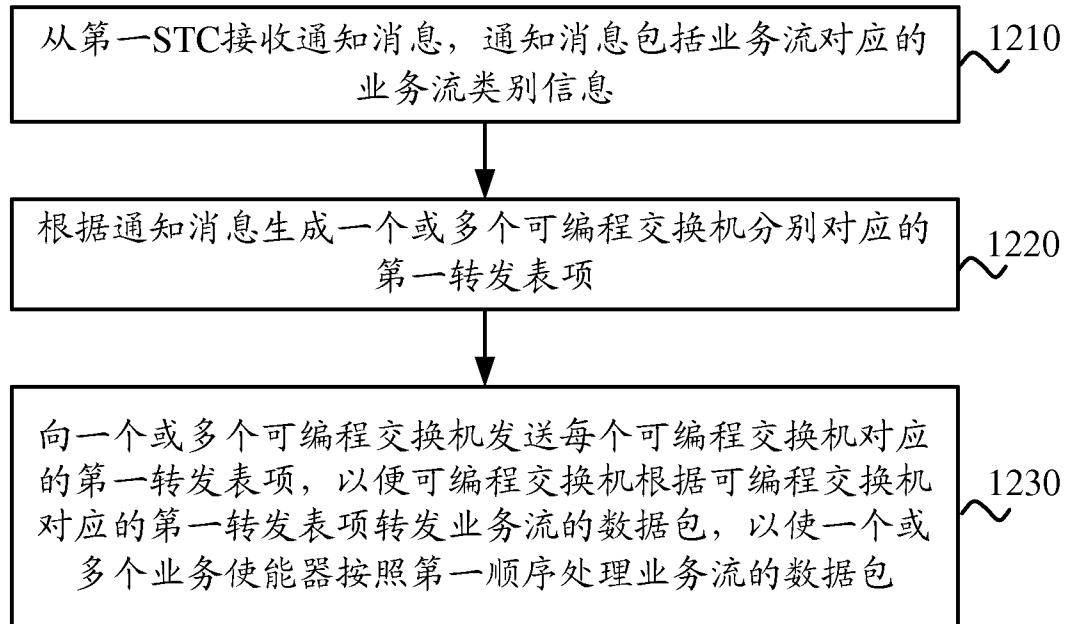 从第一STC接收通知消息，通知消息包括业务流对应的
业务流类别信息
1210
根据通知消息生成一个或多个可编程交换机分别对应的
第一转发表项
1220
向一个或多个可编程交换机发送每个可编程交换机对应
的第一转发表项，以便可编程交换机根据可编程交换机
对应的第一转发表项转发业务流的数据包，以使一个或
多个业务使能器按照第一顺序处理业务流的数据包
1230